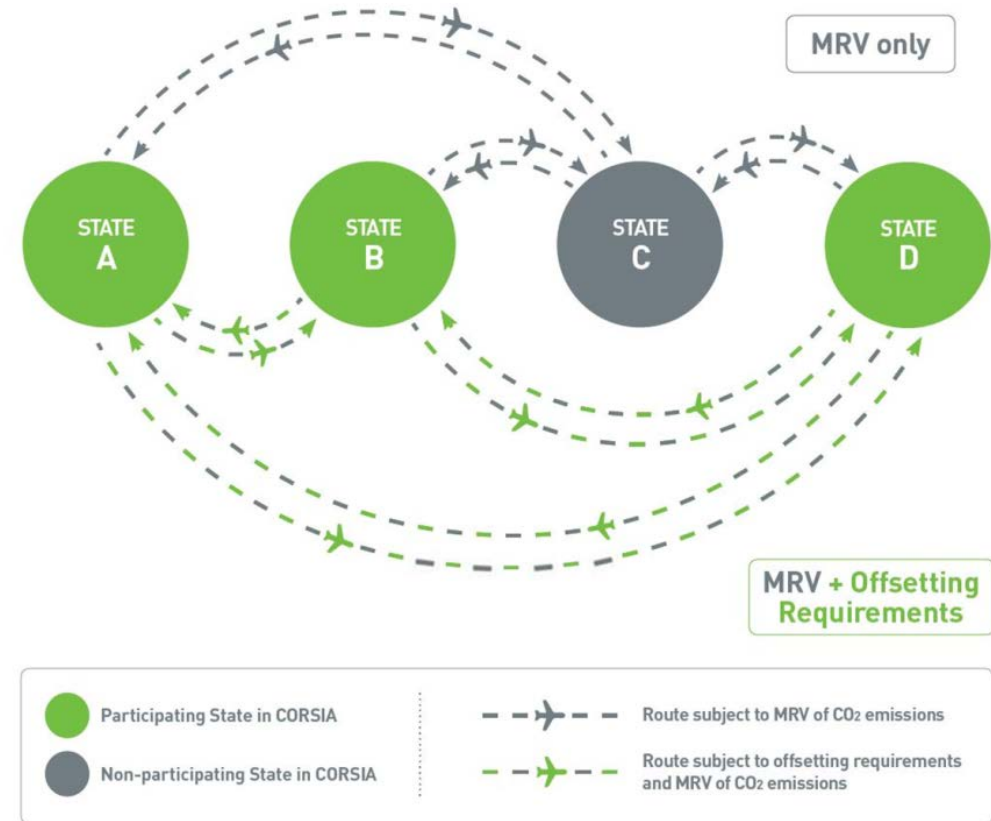 MRV only
STATE
A
STATE
B
STATE
C
STATE
D
MRV + Offsetting
Requirements
Participating State in CORSIA
Non-participating State in CORSIA
Route subject to MRV of CO₂ emissions
Route subject to offsetting requirements
and MRV of CO₂ emissions